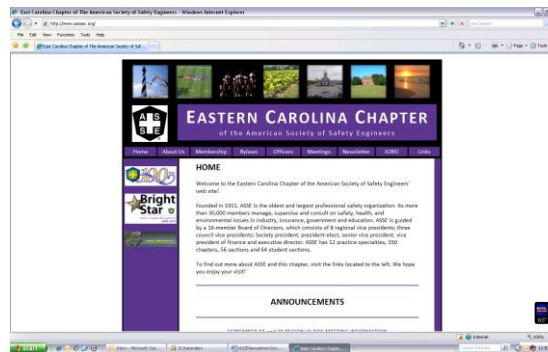 East Carolina Chapter of The American Society of Safety Engineers - Windows Internet Explorer
File Edit View Favorites Tools Help
East Carolina Chapter of The American Society of Saf...
Page Tools
A S
S E
EASTERN CAROLINA CHAPTER
of the American Society of Safety Engineers
Home About Us Membership Bylaws Officers Meetings Newsletter JOBS! Links
HOME
Welcome to the Eastern Carolina Chapter of the American Society of Safety Engineers'
web site!
Bright
Star
Founded in 1911, ASSE is the oldest and largest professional safety organization. Its more
than 30,000 members manage, supervise and consult on safety, health, and
environmental issues in industry, insurance, government and education. ASSE is guided
by a 16-member Board of Directors, which consists of 8 regional vice presidents; three
council vice presidents; Society president, president-elect, senior vice president, vice
president of finance and executive director. ASSE has 12 practice specialties, 150
chapters, 56 sections and 64 student sections.
To find out more about ASSE and this chapter, visit the links located to the left. We hope
you enjoy your visit!
ANNOUNCEMENTS
Internet 100%
start